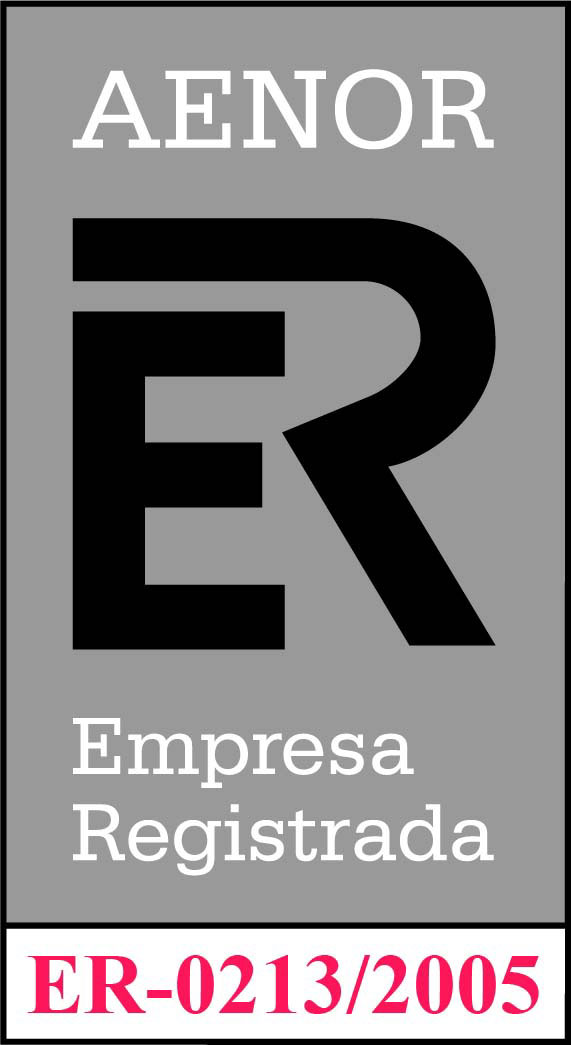 AENOR
ER
Empresa
Registrada
ER-0213/2005